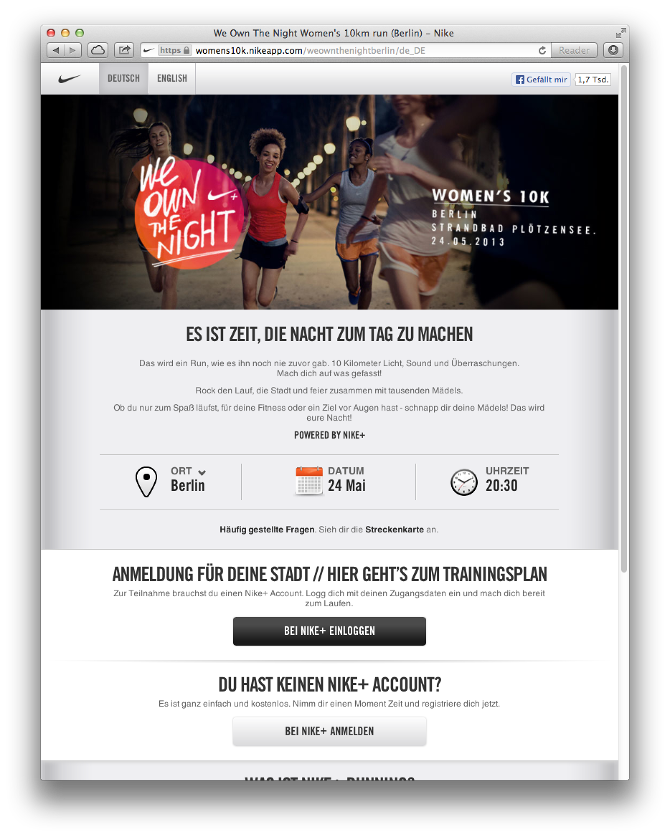 We Own The Night Women's 10km run (Berlin) – Nike
https womens10k.nikeapp.com/weownthenightberlin/de_DE
Reader
DEUTSCH ENGLISH
Gefällt mir 1,7 Tsd.
WE
OWN
THE
NIGHT
+
WOMEN'S 10K
BERLIN
STRANDBAD PLÖTZENSEE.
24.05.2013
ES IST ZEIT, DIE NACHT ZUM TAG ZU MACHEN
Das wird ein Run, wie es ihn noch nie zuvor gab. 10 Kilometer Licht, Sound und Überraschungen.
Mach dich auf was gefasst!
Rock den Lauf, die Stadt und feier zusammen mit tausenden Mädels.
Ob du nur zum Spaß läufst, für deine Fitness oder ein Ziel vor Augen hast - schnapp dir deine Mädels! Das wird
eure Nacht!
POWERED BY NIKE+
ORT
Berlin
DATUM
24 Mai
UHRZEIT
20:30
Häufig gestellte Fragen. Sieh dir die Streckenkarte an.
ANMELDUNG FÜR DEINE STADT // HIER GEHT'S ZUM TRAININGSPLAN
Zur Teilnahme brauchst du einen Nike+ Account. Logg dich mit deinen Zugangsdaten ein und mach dich bereit
zum Laufen.
BEI NIKE+ EINLOGGEN
DU HAST KEINEN NIKE+ ACCOUNT?
Es ist ganz einfach und kostenlos. Nimm dir einen Moment Zeit und registriere dich jetzt.
BEI NIKE+ ANMELDEN
WAS IST NIKE+ RUNNING?